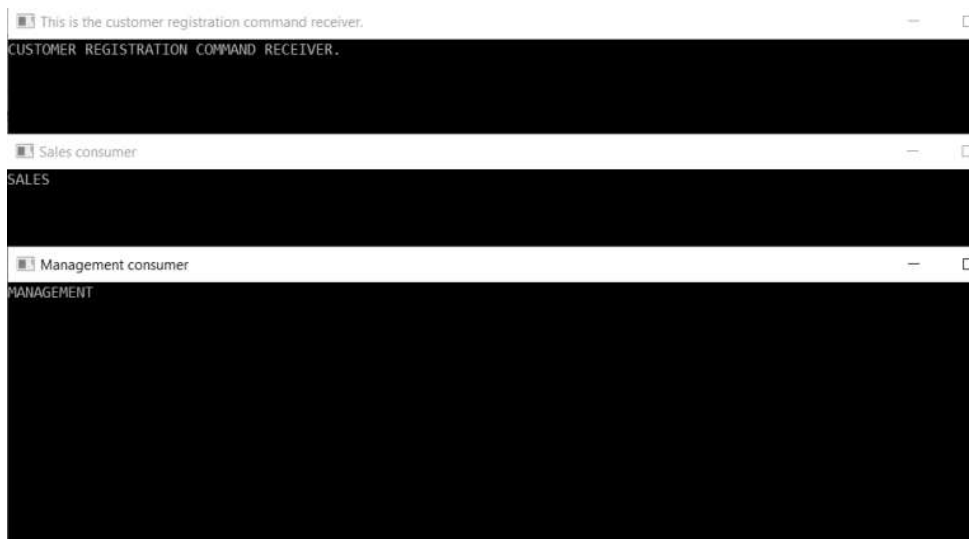 This is the customer registration command receiver.
CUSTOMER REGISTRATION COMMAND RECEIVER.
Sales consumer
SALES
Management consumer
MANAGEMENT